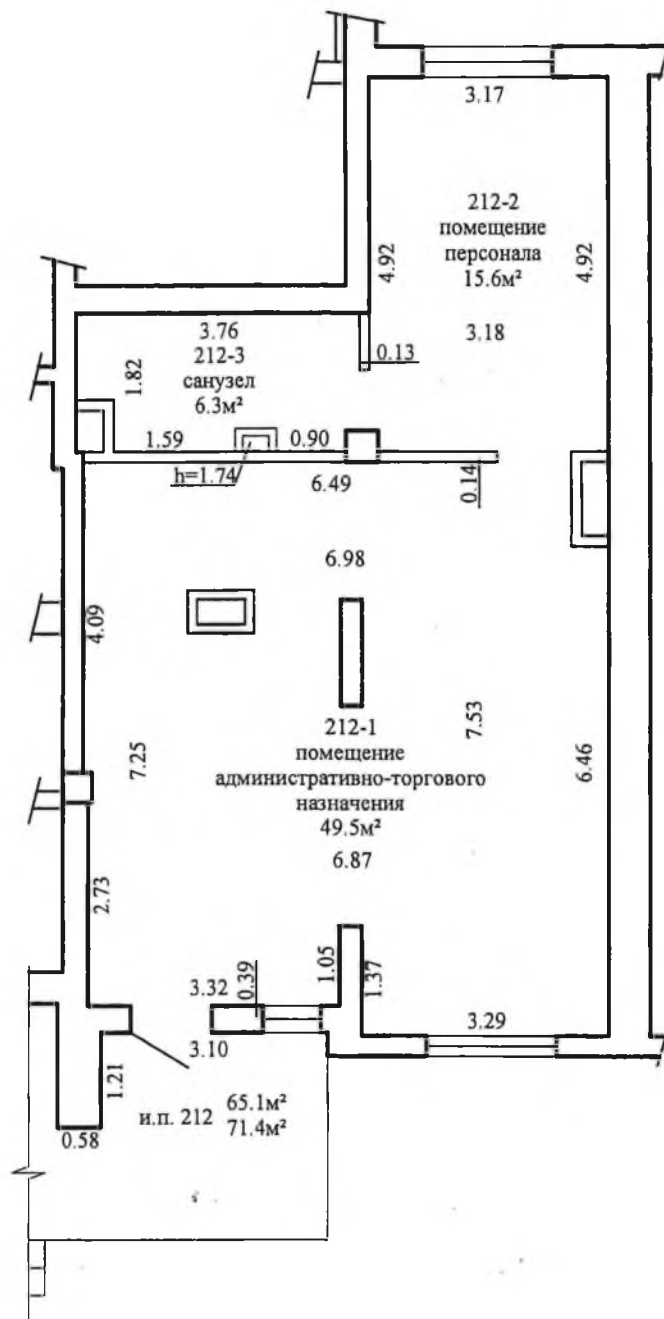 3.17
212-2
помещение
персонала
15.6м²
4.92
4.92
3.18
3.76
212-3
санузел
6.3м²
1.82
0.13
1.59
0.90
h=1.74
6.49
0.14
6.98
4.09
7.25
7.53
6.46
212-1
помещение
административно-торгового
назначения
49.5м²
6.87
2.73
3.32
0.39
1.05
1.37
3.10
3.29
1.21
0.58
и.п. 212
65.1м²
71.4м²